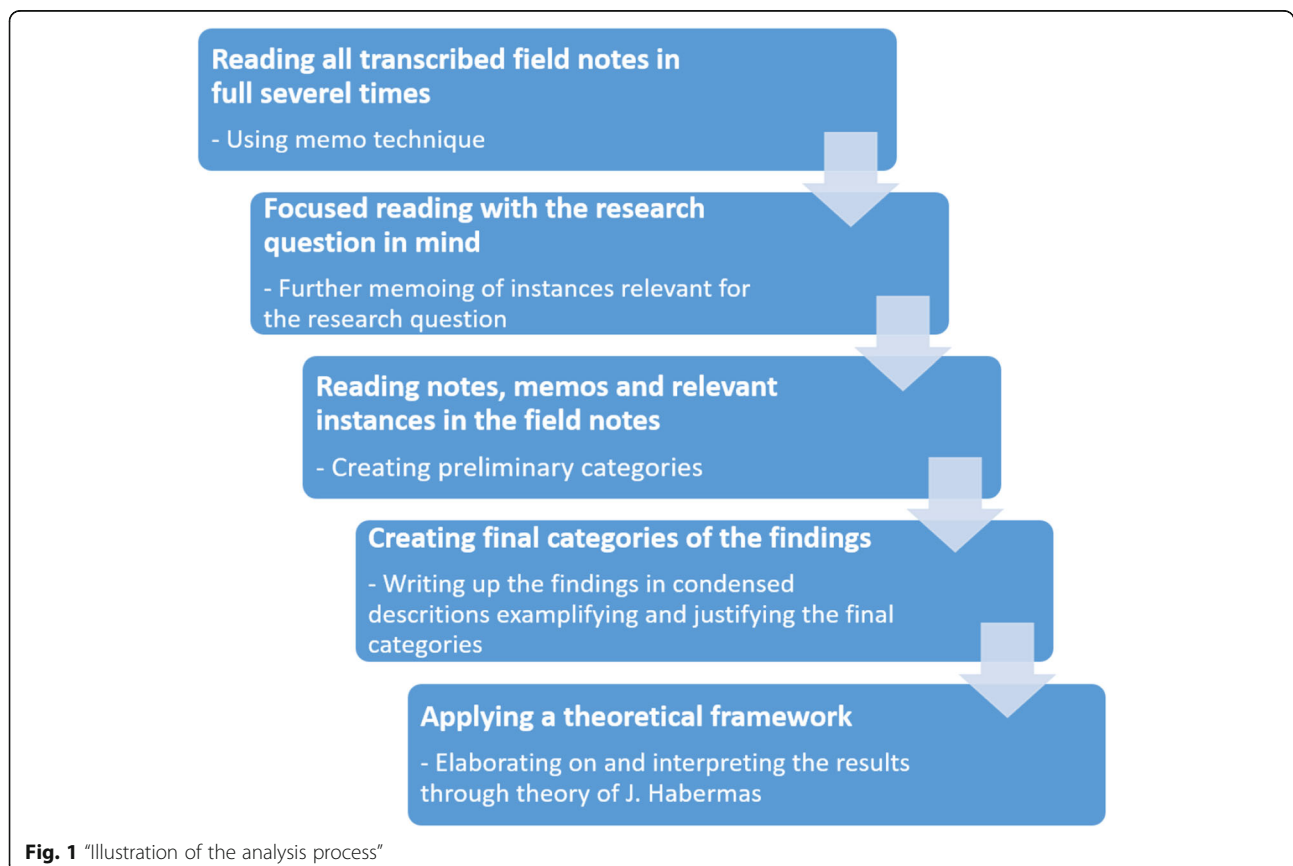 Reading all transcribed field notes in
full severel times
- Using memo technique
Focused reading with the research
question in mind
- Further memoing of instances relevant for
the research question
Reading notes, memos and relevant
instances in the field notes
- Creating preliminary categories
Creating final categories of the findings
- Writing up the findings in condensed
descritions examplifying and justifying the final
categories
Applying a theoretical framework
- Elaborating on and interpreting the results
through theory of J. Habermas
Fig. 1 “Illustration of the analysis process”